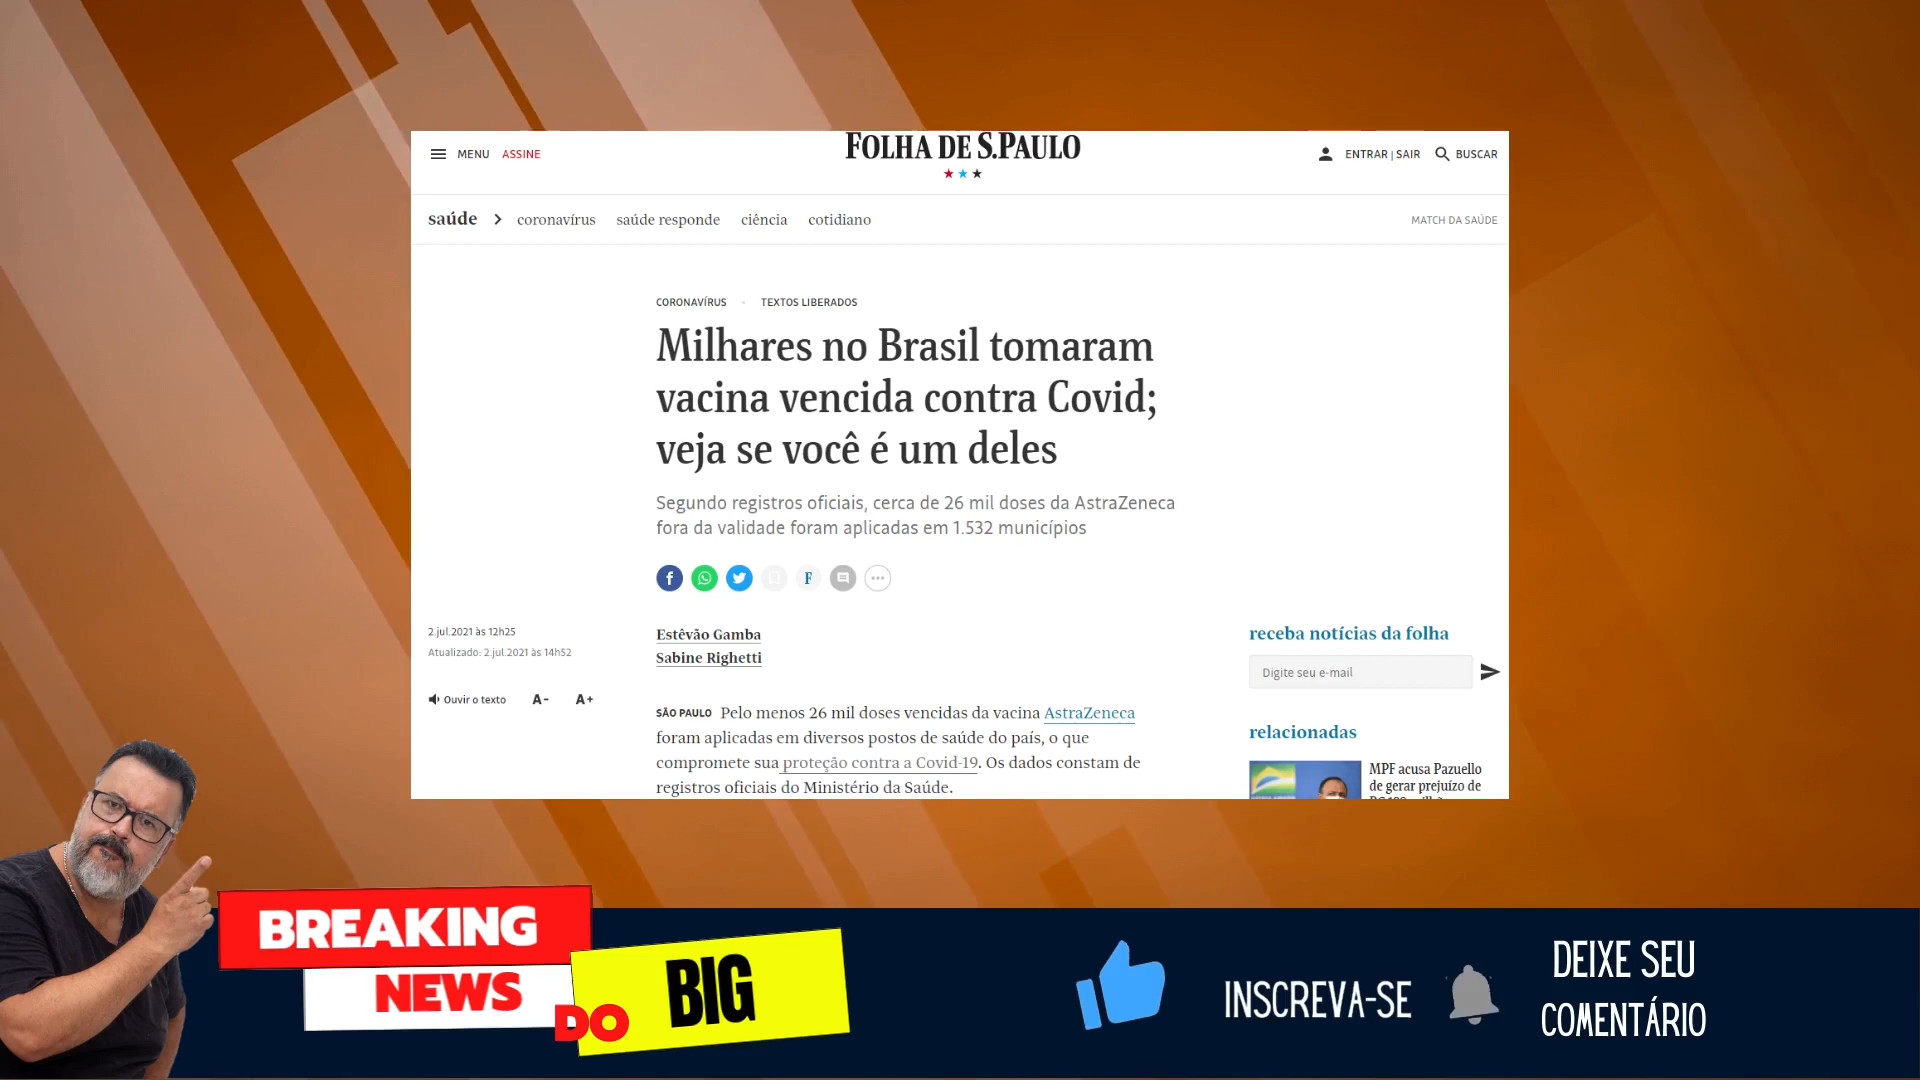 MENU ASSINE
FOLHA DE S.PAULO
ENTRAR | SAIR BUSCAR
saúde coronavírus saúde responde ciência cotidiano
MATCH DA SAÚDE
CORONAVÍRUS TEXTOS LIBERADOS
Milhares no Brasil tomaram
vacina vencida contra Covid;
veja se você é um deles
Segundo registros oficiais, cerca de 26 mil doses da AstraZeneca
fora da validade foram aplicadas em 1.532 municípios
F
2.jul.2021 às 12h25
Atualizado: 2.jul.2021 às 14h52
Ouvir o texto A- A+
Estêvão Gamba
Sabine Righetti
SÃO PAULO Pelo menos 26 mil doses vencidas da vacina AstraZeneca
foram aplicadas em diversos postos de saúde do país, o que
compromete sua proteção contra a Covid-19. Os dados constam de
registros oficiais do Ministério da Saúde.
receba notícias da folha
Digite seu e-mail
relacionadas
MPF acusa Pazuello
de gerar prejuízo de
BREAKING
NEWS
DO
BIG
INSCREVA-SE
DEIXE SEU
COMENTÁRIO